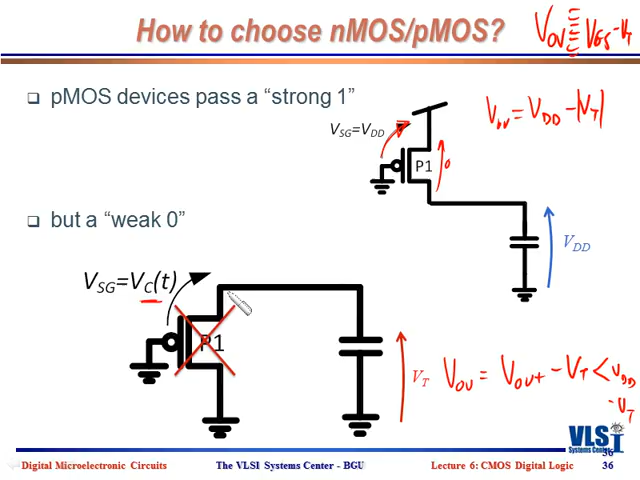 How to choose nMOS/pMOS?
V_OV ≡ V_GS - V_T
❑ pMOS devices pass a “strong 1”
V_OV = V_DD - |V_T|
V_SG=V_DD
P1
0
❑ but a “weak 0”
V_DD
V_SG=V_C(t)
P1
V_T
V_OV = V_OUT - V_T < V_DD
- V_T
VLSI
Systems Center
36
Digital Microelectronic Circuits
The VLSI Systems Center - BGU
Lecture 6: CMOS Digital Logic
36